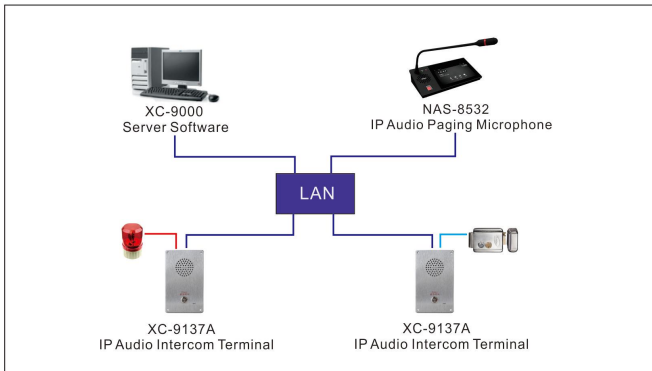 XC-9000
Server Software
NAS-8532
IP Audio Paging Microphone
LAN
XC-9137A
IP Audio Intercom Terminal
XC-9137A
IP Audio Intercom Terminal